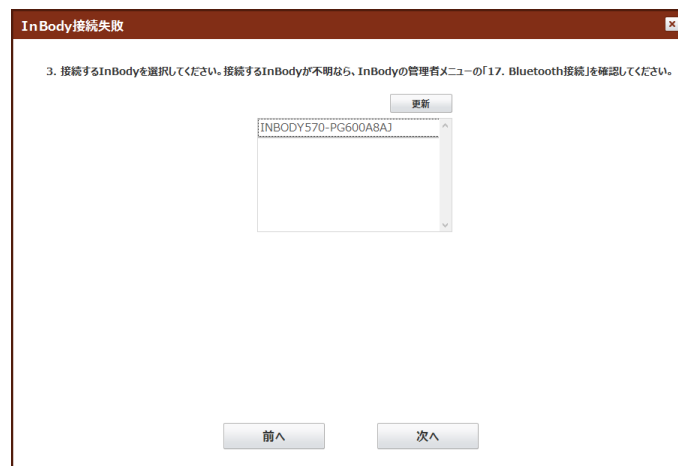 InBody接続失敗
3. 接続するInBodyを選択してください。接続するInBodyが不明なら、InBodyの管理者メニューの「17. Bluetooth接続」を確認してください。
更新
INBODY570-PG600A8AJ
前へ
次へ